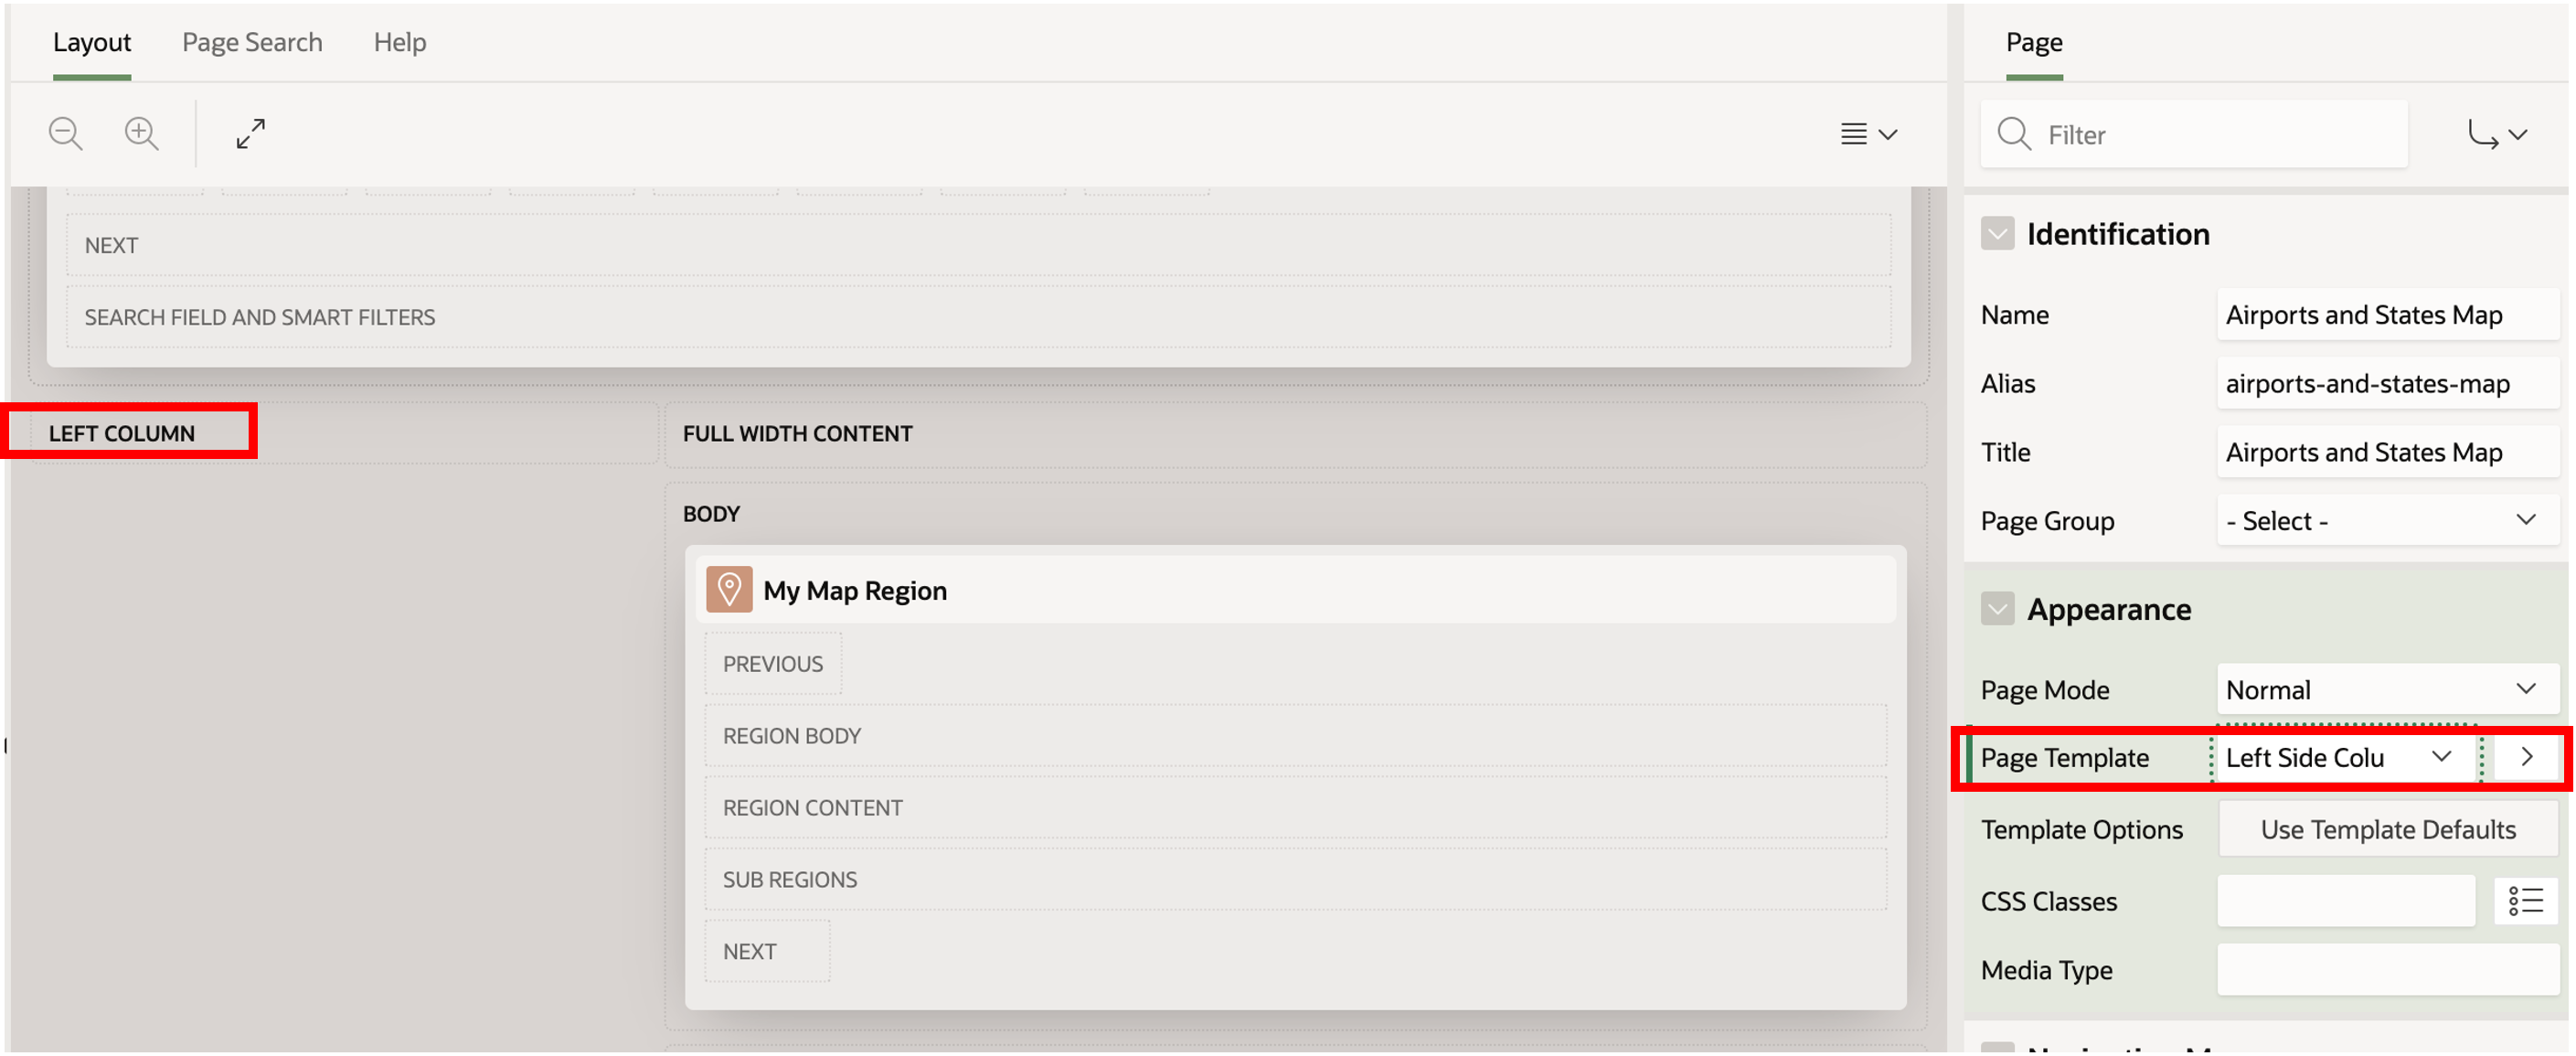 Layout Page Search Help
NEXT
SEARCH FIELD AND SMART FILTERS
LEFT COLUMN
FULL WIDTH CONTENT
BODY
My Map Region
PREVIOUS
REGION BODY
REGION CONTENT
SUB REGIONS
NEXT
Page
Filter
Identification
Name Airports and States Map
Alias airports-and-states-map
Title Airports and States Map
Page Group - Select -
Appearance
Page Mode Normal
Page Template Left Side Colu
Template Options Use Template Defaults
CSS Classes
Media Type